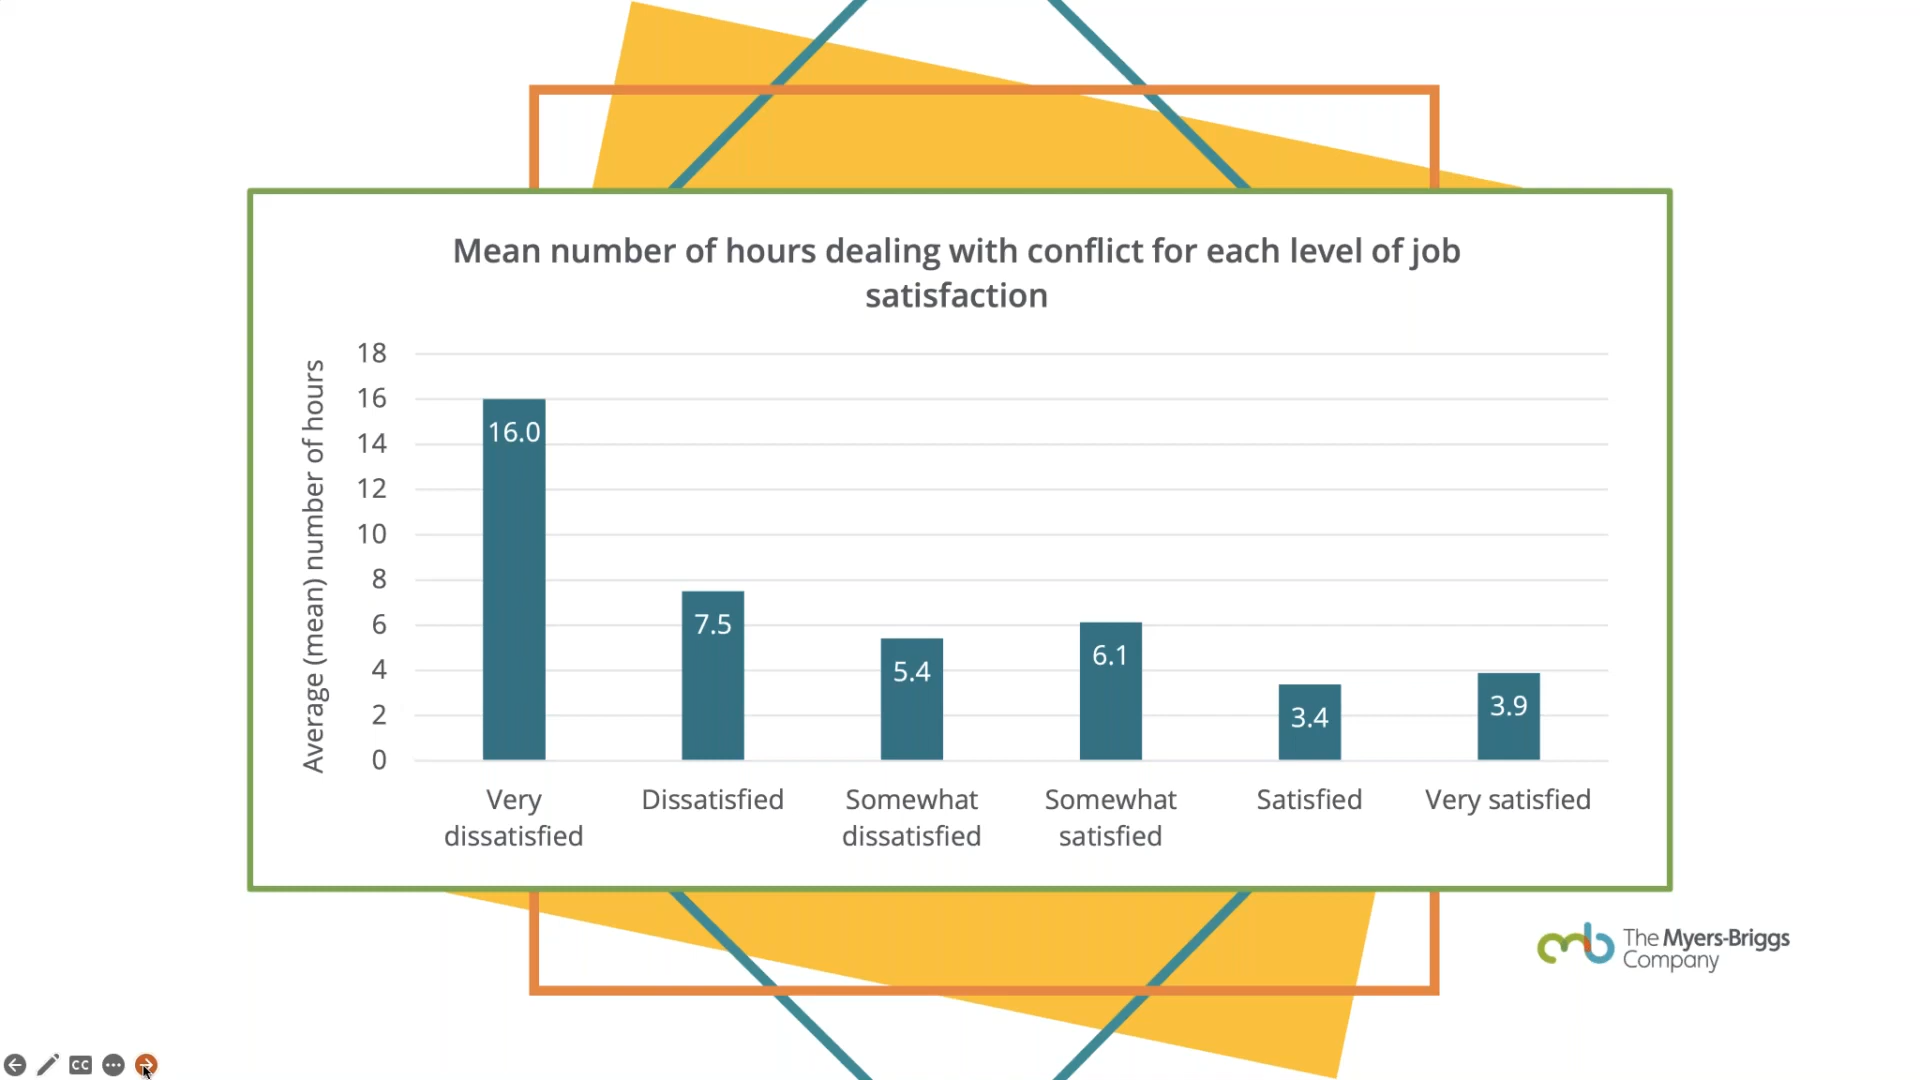 Mean number of hours dealing with conflict for each level of job
satisfaction
Average (mean) number of hours
18
16
14
12
10
8
6
4
2
0
16.0
7.5
5.4
6.1
3.4
3.9
Very
dissatisfied
Dissatisfied
Somewhat
dissatisfied
Somewhat
satisfied
Satisfied
Very satisfied
The Myers-Briggs
Company
CC